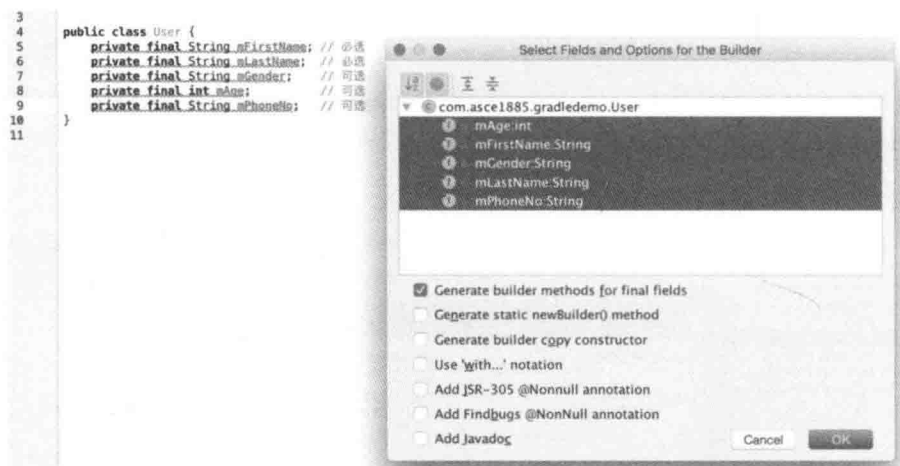 3
4 public class User {
5 private final String mFirstName; // 必选
6 private final String mLastName; // 必选
7 private final String mGender; // 可选
8 private final int mAge; // 可选
9 private final String mPhoneNo; // 可选
10 }
11
Select Fields and Options for the Builder
com.asce1885.gradledemo.User
mAge:int
mFirstName:String
mGender:String
mLastName:String
mPhoneNo:String
Generate builder methods for final fields
Generate static newBuilder() method
Generate builder copy constructor
Use 'with...' notation
Add JSR-305 @Nonnull annotation
Add Findbugs @NonNull annotation
Add Javadoc
Cancel
OK